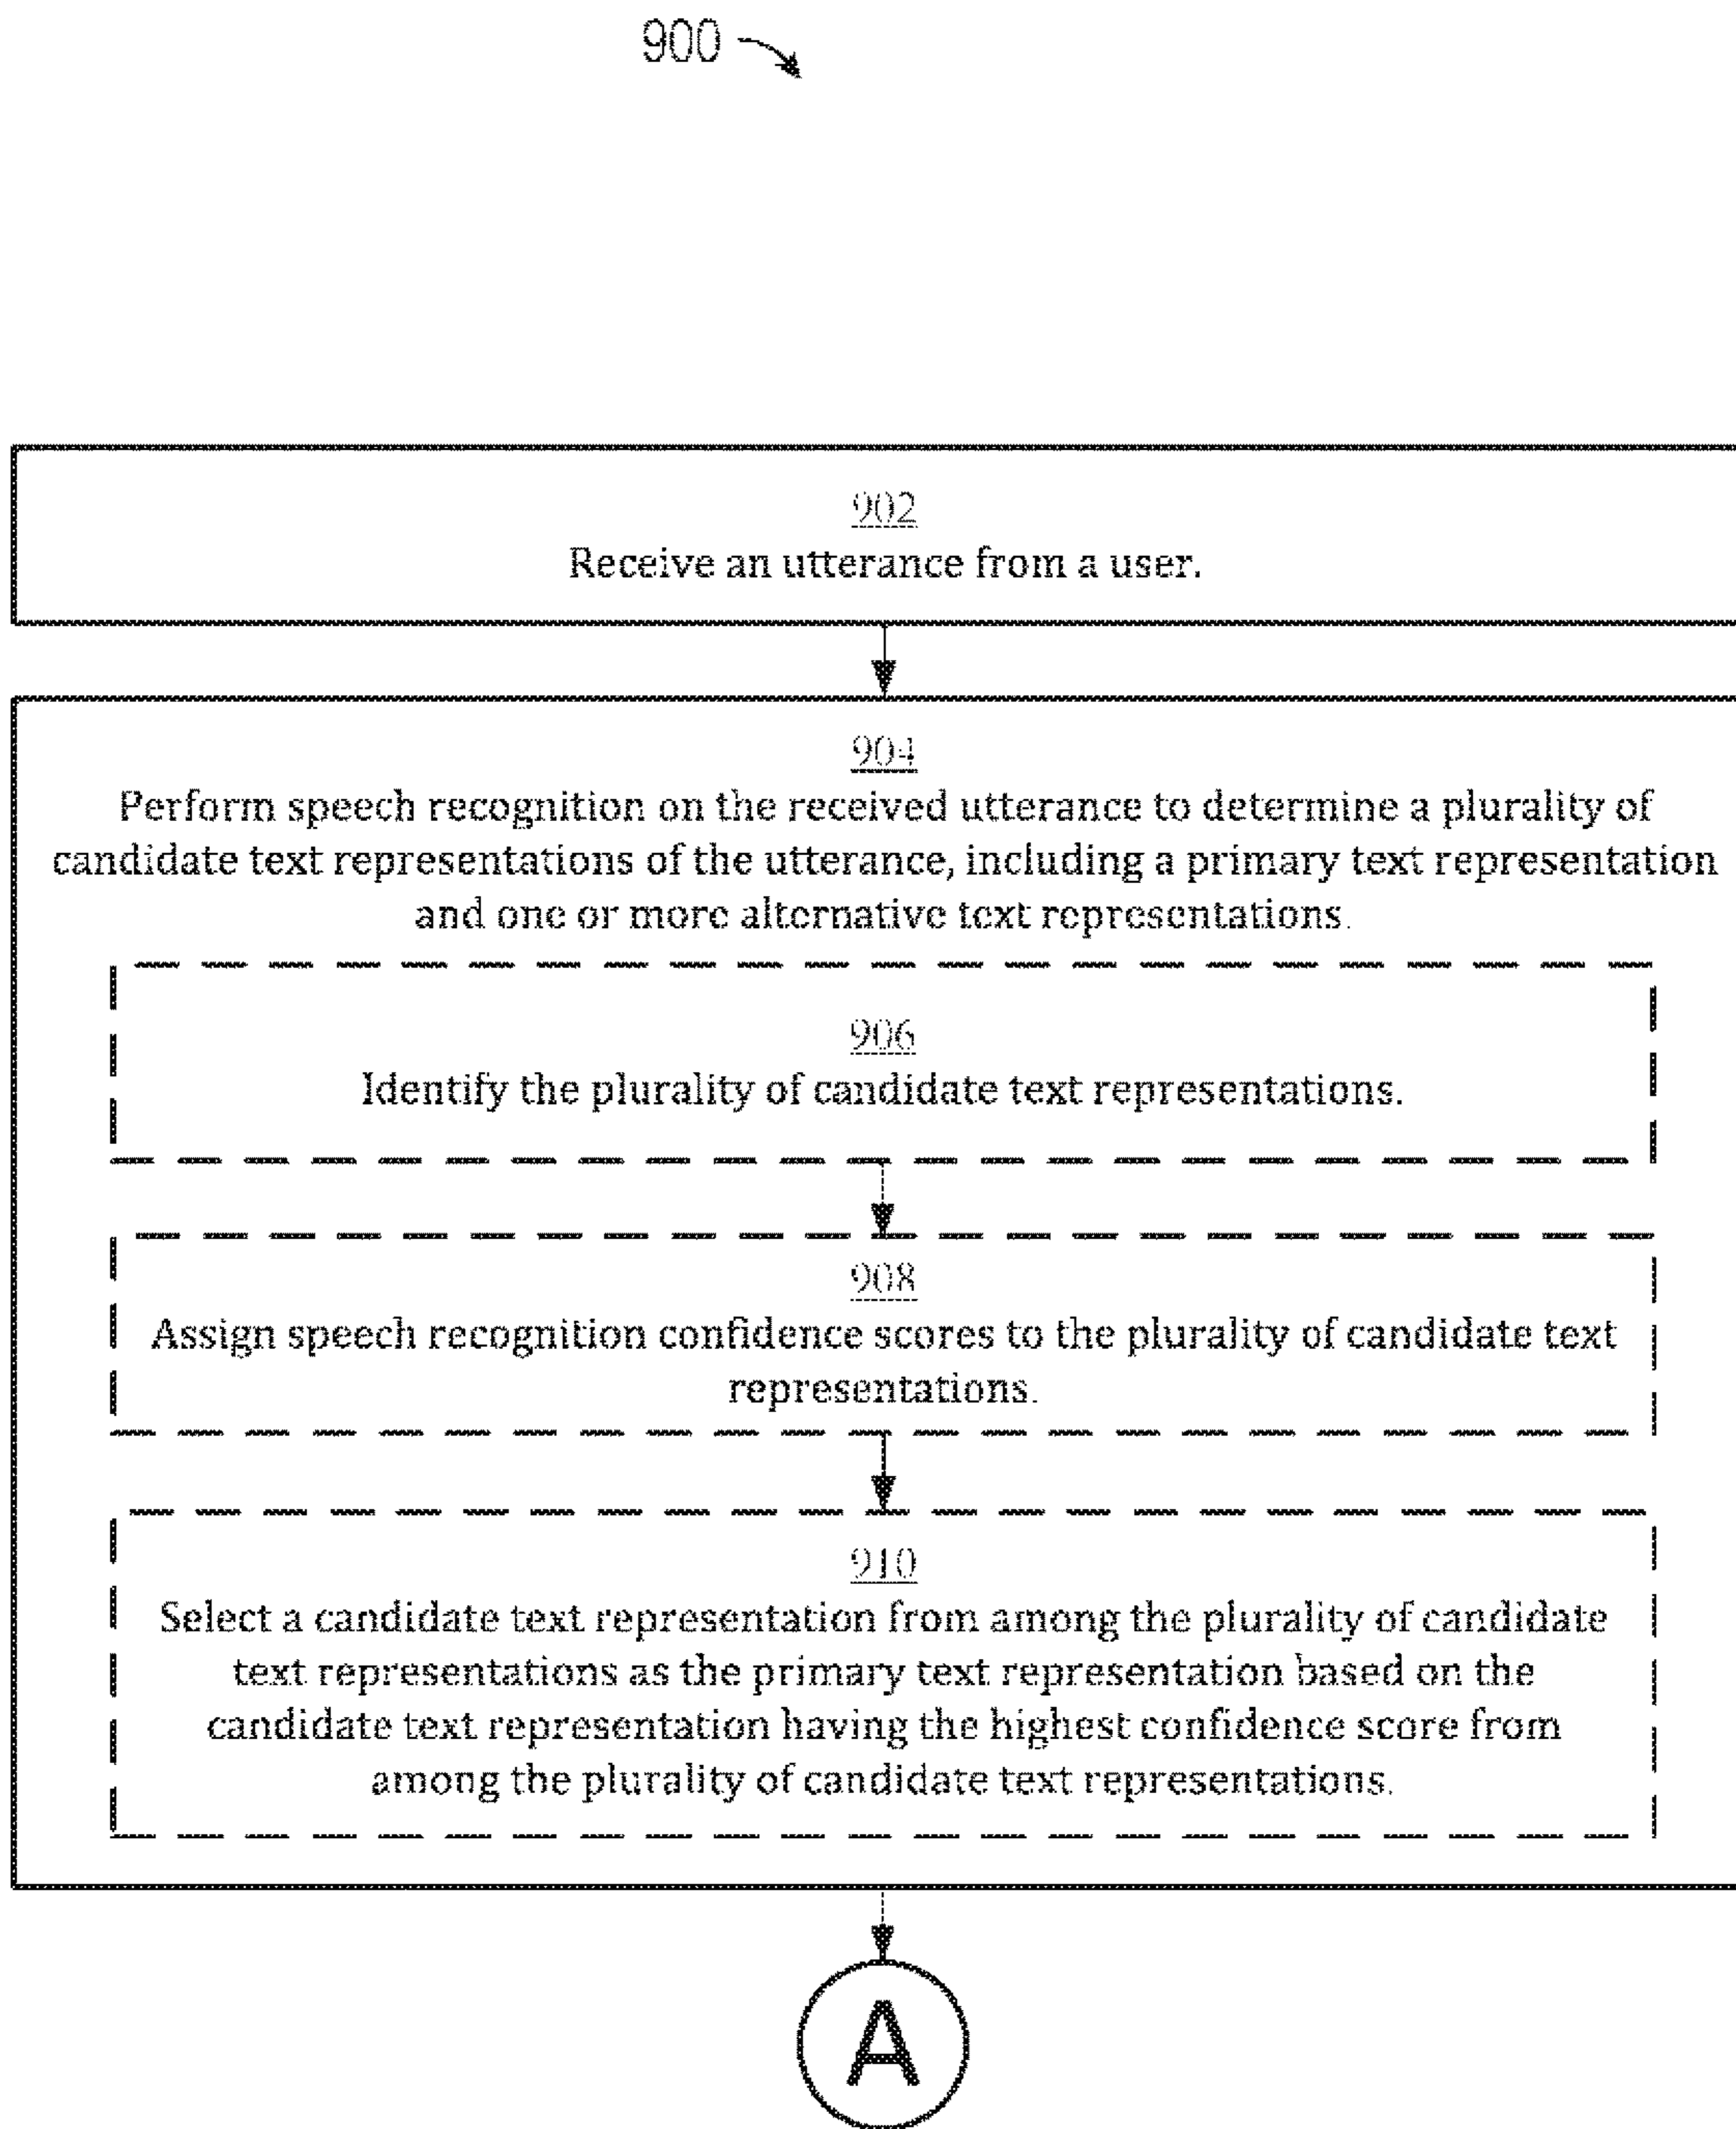 900
902
Receive an utterance from a user.
904
Perform speech recognition on the received utterance to determine a plurality of
candidate text representations of the utterance, including a primary text representation
and one or more alternative text representations.
906
Identify the plurality of candidate text representations.
908
Assign speech recognition confidence scores to the plurality of candidate text
representations.
910
Select a candidate text representation from among the plurality of candidate
text representations as the primary text representation based on the
candidate text representation having the highest confidence score from
among the plurality of candidate text representations.
A